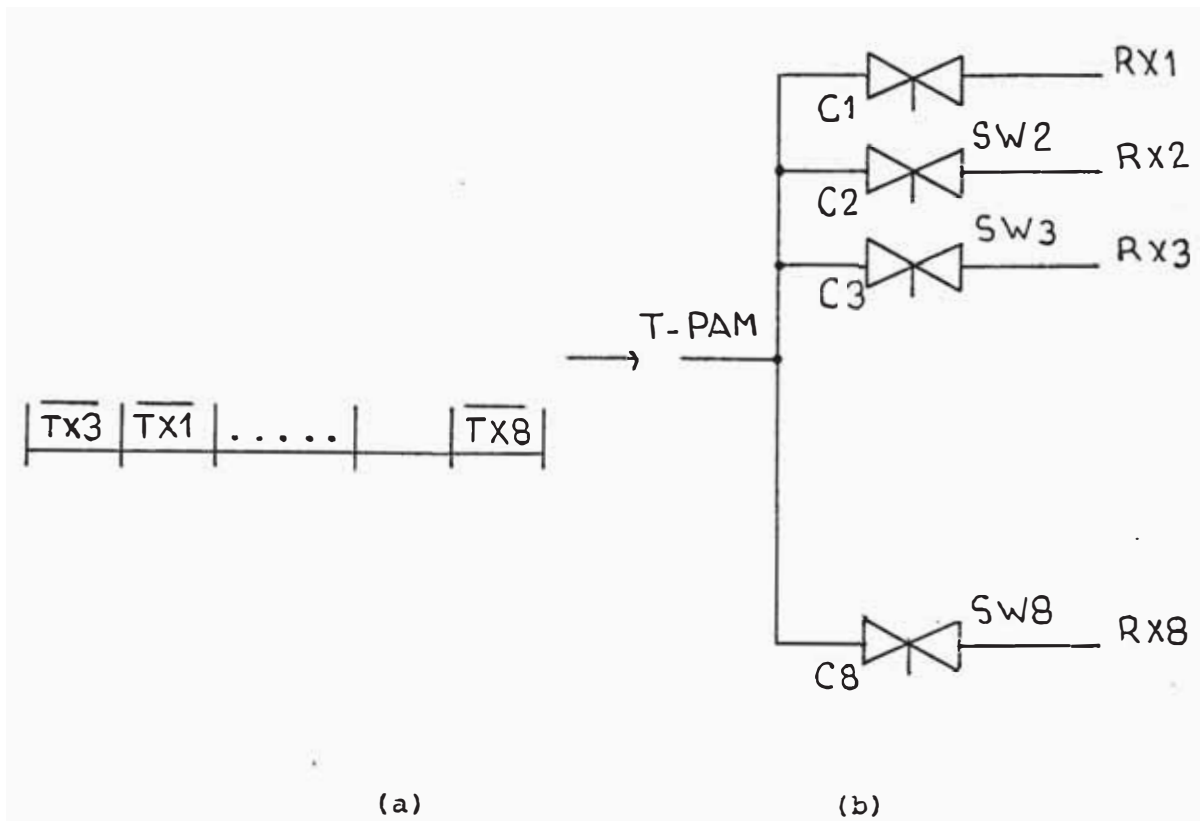 RX1
C1
SW2
RX2
C2
SW3
RX3
C3
T-PAM
TX3 TX1 ..... TX8
SW8
RX8
C8
(a) (b)